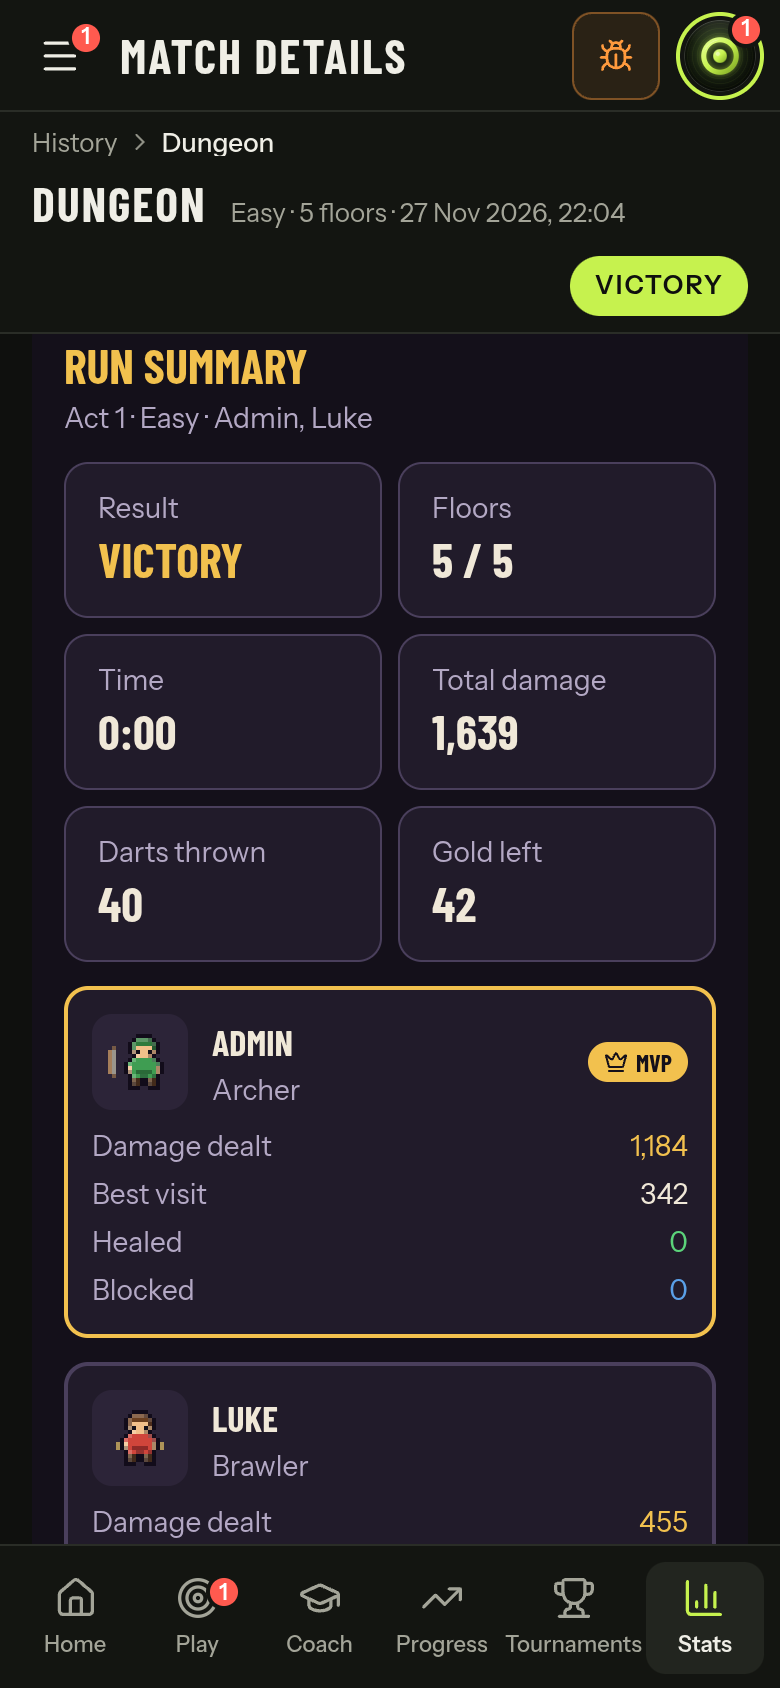 1
MATCH DETAILS
1
History > Dungeon
DUNGEON Easy · 5 floors · 27 Nov 2026, 22:04
VICTORY
RUN SUMMARY
Act 1 · Easy · Admin, Luke
Result
VICTORY
Floors
5 / 5
Time
0:00
Total damage
1,639
Darts thrown
40
Gold left
42
ADMIN
Archer
MVP
Damage dealt 1,184
Best visit 342
Healed 0
Blocked 0
LUKE
Brawler
Damage dealt 455
1
Home Play Coach Progress Tournaments Stats